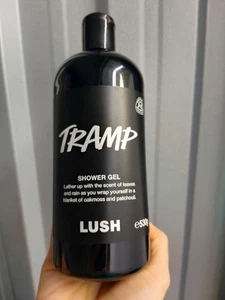 TRAMP
SHOWER GEL
Lather up with the scent of leaves
and rain as you wrap yourself in a
blanket of oakmoss and patchouli.
LUSH
e530g